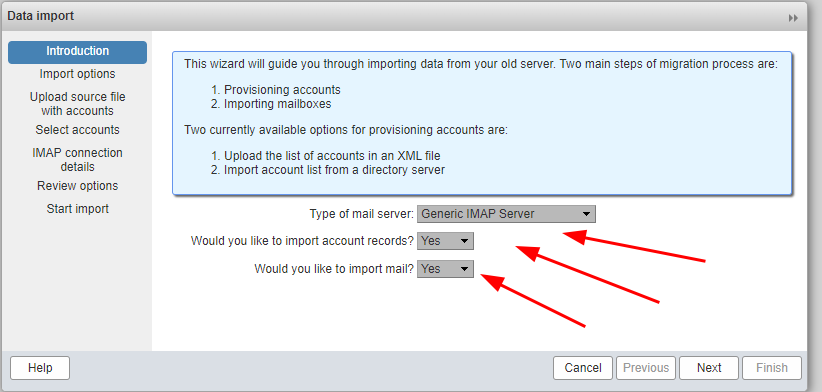 Data import
Introduction
Import options
Upload source file
with accounts
Select accounts
IMAP connection
details
Review options
Start import
This wizard will guide you through importing data from your old server. Two main steps of migration process are:
1. Provisioning accounts
2. Importing mailboxes
Two currently available options for provisioning accounts are:
1. Upload the list of accounts in an XML file
2. Import account list from a directory server
Type of mail server: Generic IMAP Server
Would you like to import account records? Yes
Would you like to import mail? Yes
Help Cancel Previous Next Finish